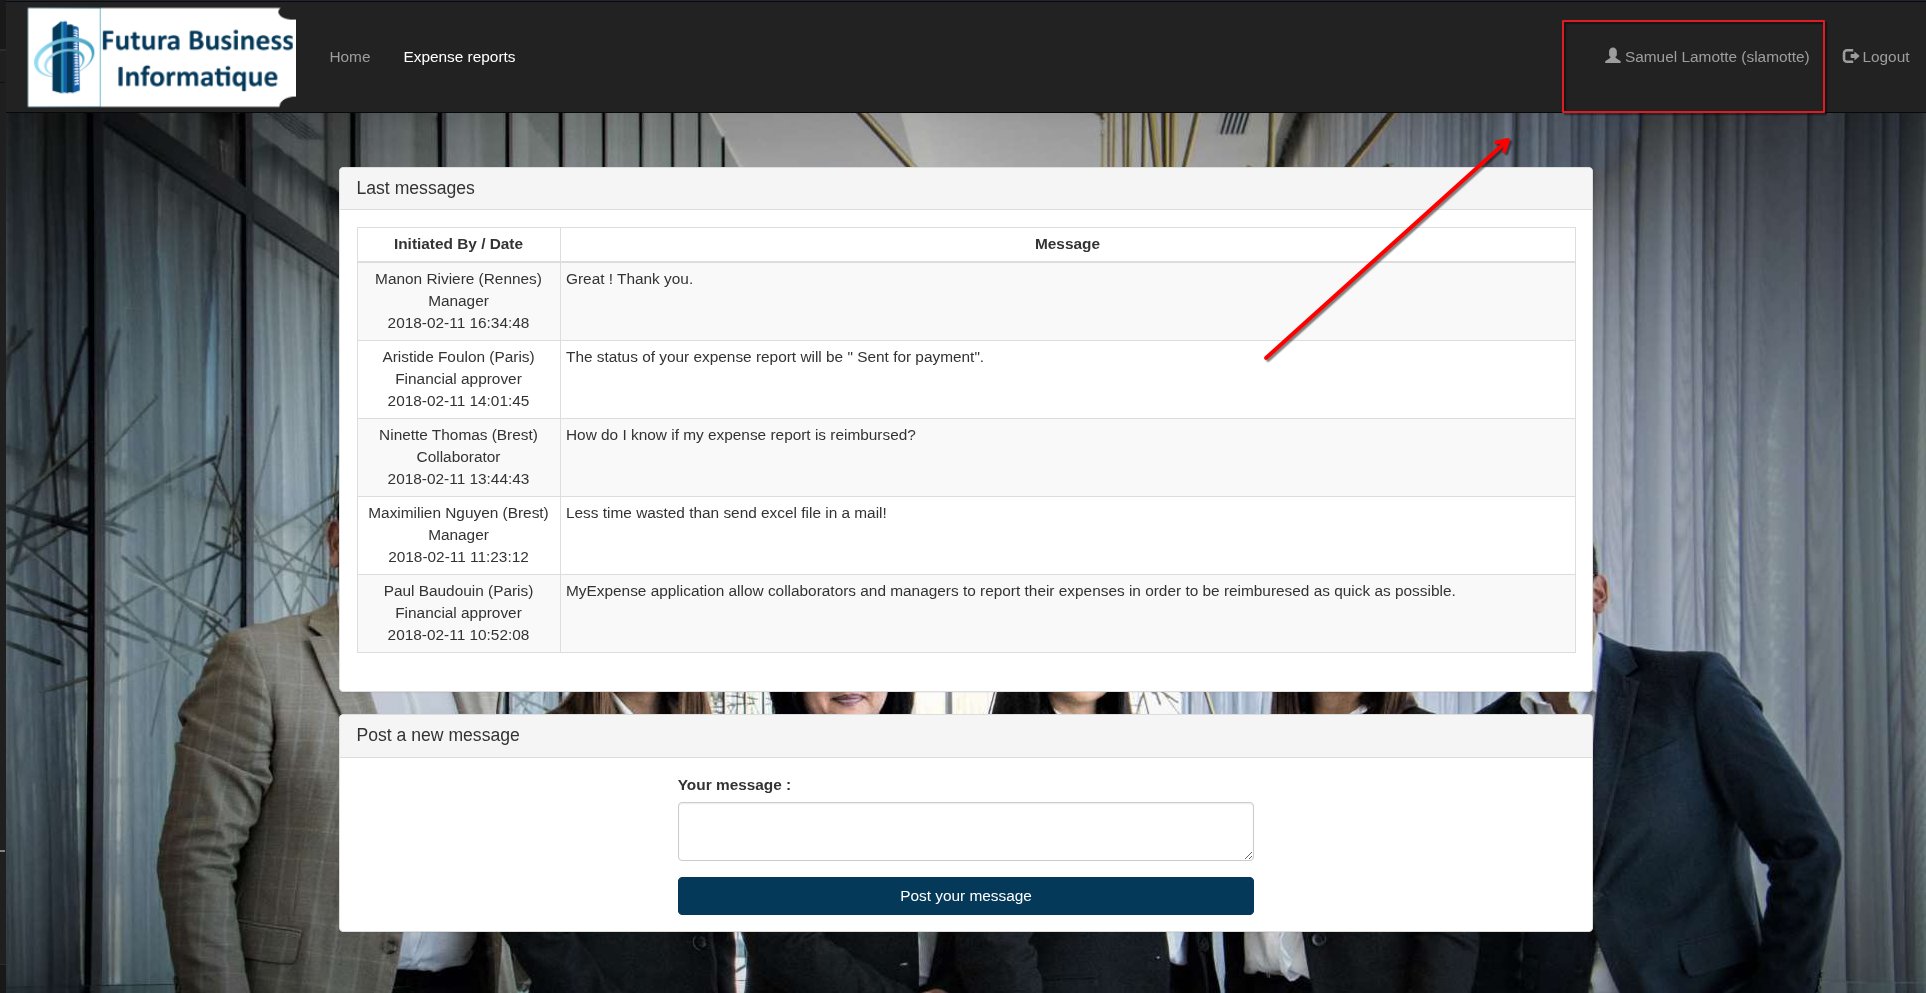 Futura Business
Informatique
Home
Expense reports
Samuel Lamotte (slamotte)
Logout
Last messages
Initiated By / Date
Message
Manon Riviere (Rennes)
Manager
2018-02-11 16:34:48
Great ! Thank you.
Aristide Foulon (Paris)
Financial approver
2018-02-11 14:01:45
The status of your expense report will be " Sent for payment".
Ninette Thomas (Brest)
Collaborator
2018-02-11 13:44:43
How do I know if my expense report is reimbursed?
Maximilien Nguyen (Brest)
Manager
2018-02-11 11:23:12
Less time wasted than send excel file in a mail!
Paul Baudouin (Paris)
Financial approver
2018-02-11 10:52:08
MyExpense application allow collaborators and managers to report their expenses in order to be reimburesed as quick as possible.
Post a new message
Your message :
Post your message